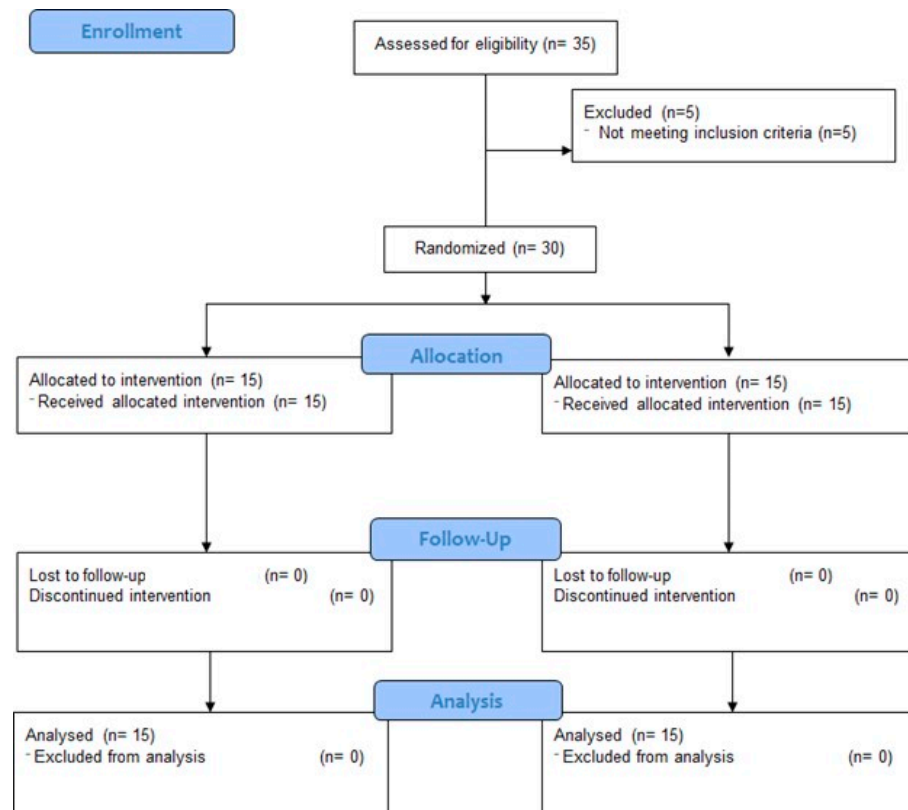 Enrollment
Assessed for eligibility (n= 35)
Excluded (n=5)
- Not meeting inclusion criteria (n=5)
Randomized (n= 30)
Allocation
Allocated to intervention (n= 15)
- Received allocated intervention (n= 15)
Allocated to intervention (n= 15)
- Received allocated intervention (n= 15)
Follow-Up
Lost to follow-up (n= 0)
Discontinued intervention (n= 0)
Lost to follow-up (n= 0)
Discontinued intervention (n= 0)
Analysis
Analysed (n= 15)
- Excluded from analysis (n= 0)
Analysed (n= 15)
- Excluded from analysis (n= 0)